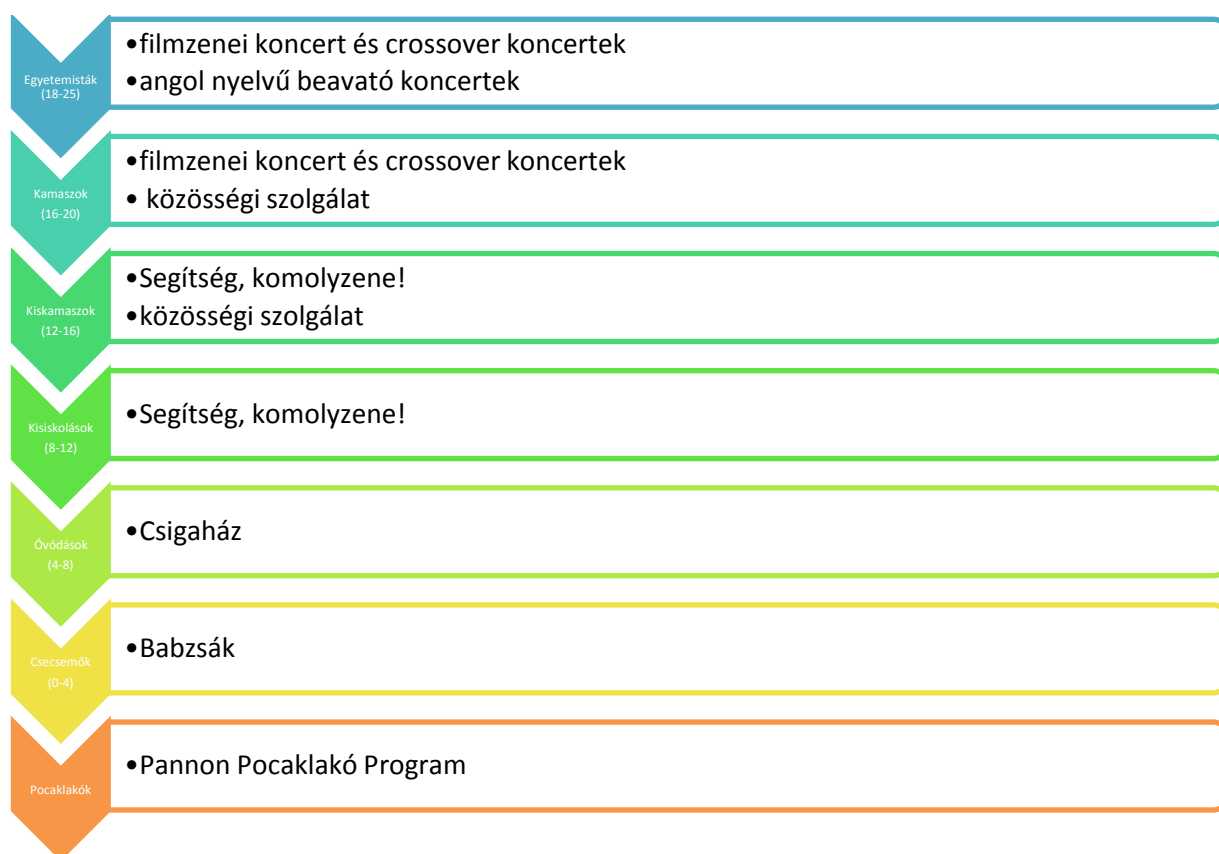 Egyetemisták
(18-25)
•filmzenei koncert és crossover koncertek
•angol nyelvű beavató koncertek
Kamaszok
(16-20)
•filmzenei koncert és crossover koncertek
• közösségi szolgálat
Kiskamaszok
(12-16)
•Segítség, komolyzene!
•közösségi szolgálat
Kisiskolások
(8-12)
•Segítség, komolyzene!
Óvódások
(4-8)
•Csigaház
Csecsemők
(0-4)
•Babzsák
Pocaklakók
•Pannon Pocaklakó Program